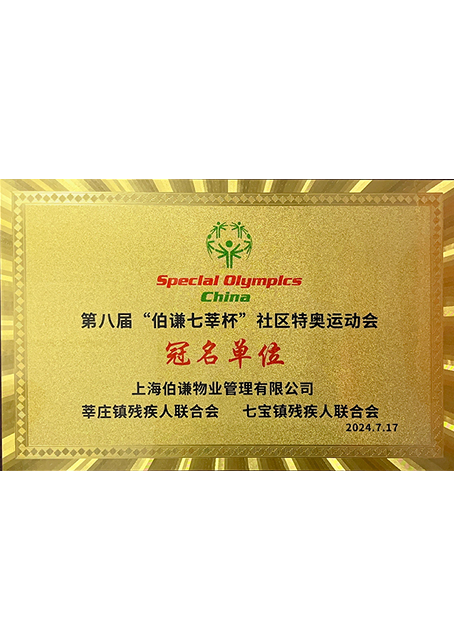 Special Olympics
China
第八届“伯谦七莘杯”社区特奥运动会
冠名单位
上海伯谦物业管理有限公司
莘庄镇残疾人联合会 七宝镇残疾人联合会
2024.7.17